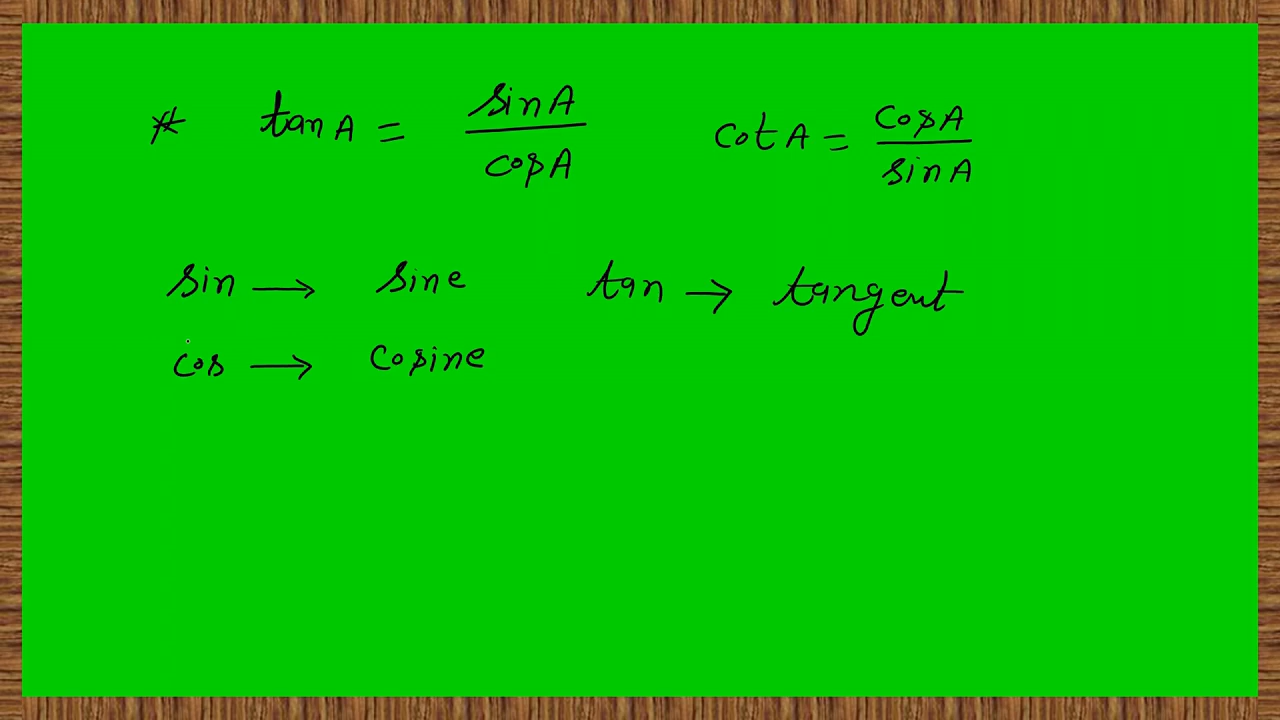 * tan A = sin A / cos A    cot A = cos A / sin A
sin → sine    tan → tangent
cos → cosine